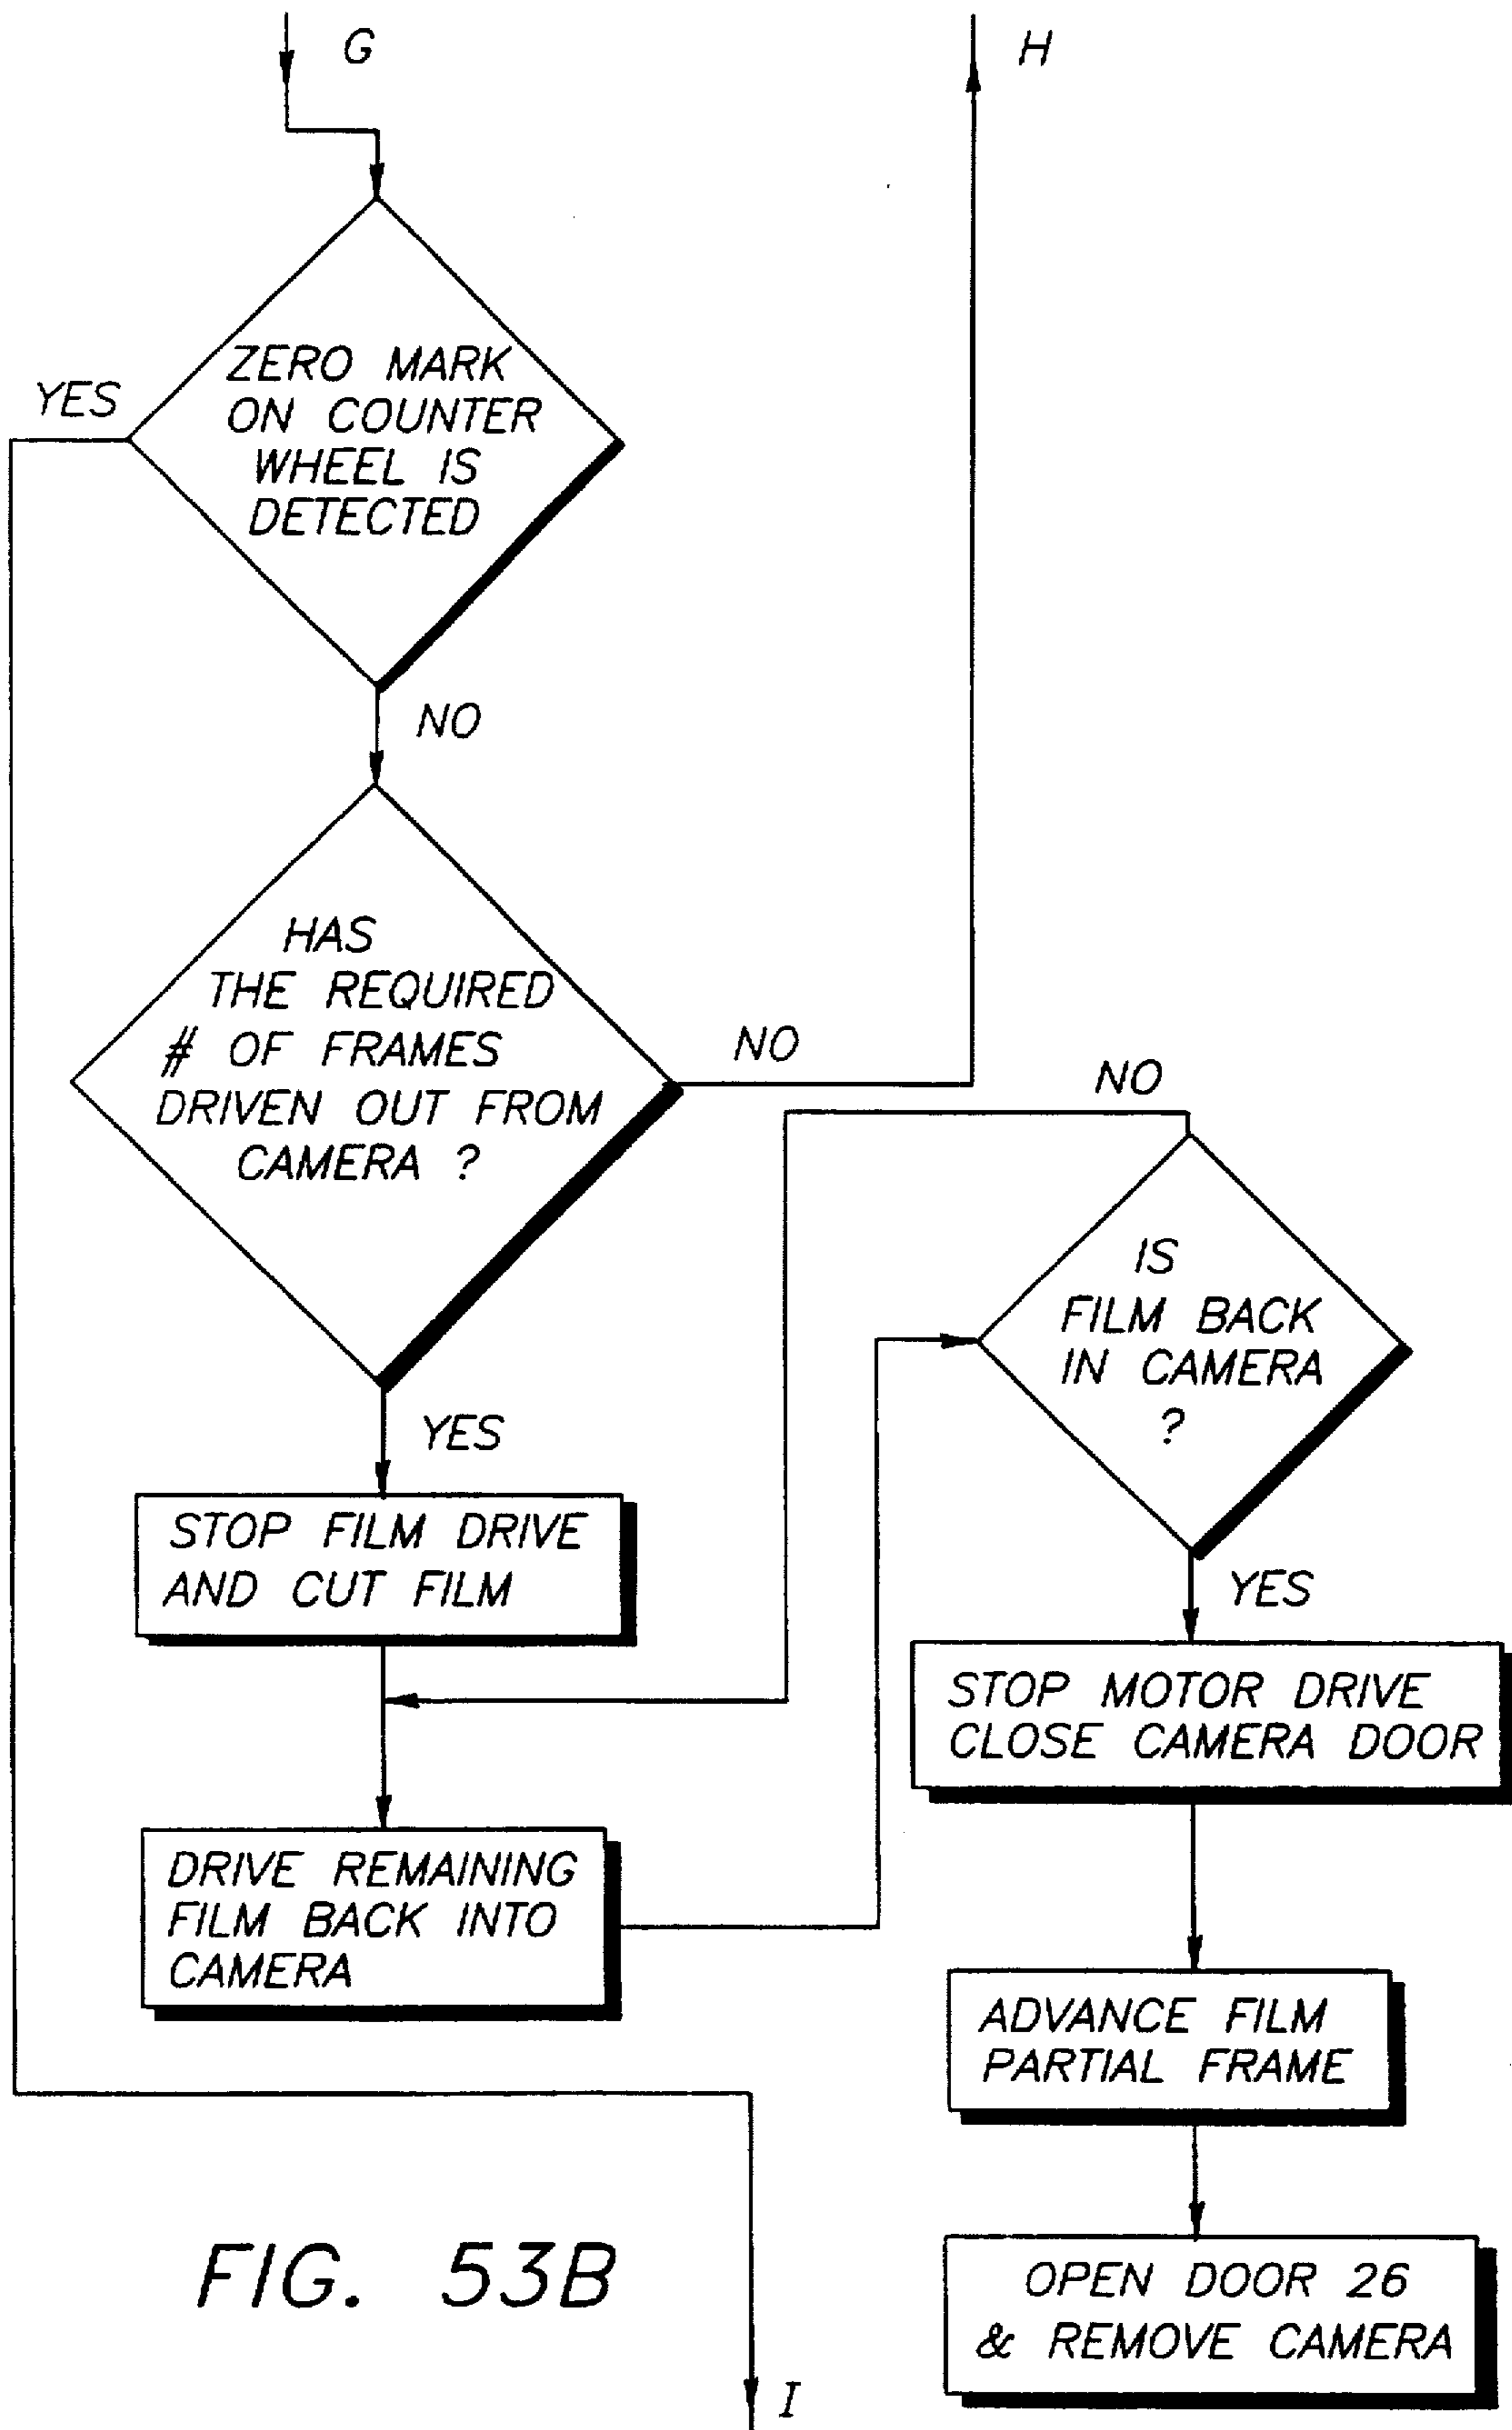 G
H
ZERO MARK
ON COUNTER
WHEEL IS
DETECTED
YES
NO
HAS
THE REQUIRED
# OF FRAMES
DRIVEN OUT FROM
CAMERA ?
NO
YES
STOP FILM DRIVE
AND CUT FILM
DRIVE REMAINING
FILM BACK INTO
CAMERA
NO
IS
FILM BACK
IN CAMERA
?
YES
STOP MOTOR DRIVE
CLOSE CAMERA DOOR
ADVANCE FILM
PARTIAL FRAME
OPEN DOOR 26
& REMOVE CAMERA
I
FIG. 53B